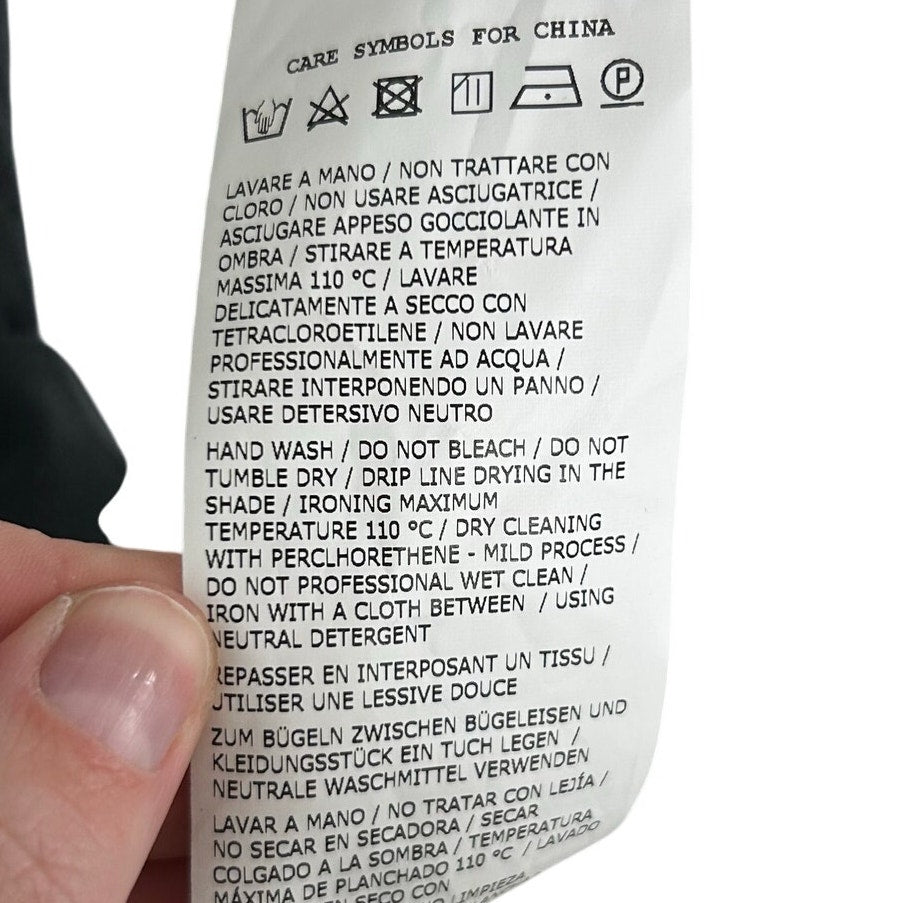 CARE SYMBOLS FOR CHINA
P
LAVARE A MANO / NON TRATTARE CON
CLORO / NON USARE ASCIUGATRICE /
ASCIUGARE APPESO GOCCIOLANTE IN
OMBRA / STIRARE A TEMPERATURA
MASSIMA 110 °C / LAVARE
DELICATAMENTE A SECCO CON
TETRACLOROETILENE / NON LAVARE
PROFESSIONALMENTE AD ACQUA /
STIRARE INTERPONENDO UN PANNO /
USARE DETERSIVO NEUTRO
HAND WASH / DO NOT BLEACH / DO NOT
TUMBLE DRY / DRIP LINE DRYING IN THE
SHADE / IRONING MAXIMUM
TEMPERATURE 110 °C / DRY CLEANING
WITH PERCLHORETHENE - MILD PROCESS /
DO NOT PROFESSIONAL WET CLEAN /
IRON WITH A CLOTH BETWEEN / USING
NEUTRAL DETERGENT
REPASSER EN INTERPOSANT UN TISSU /
UTILISER UNE LESSIVE DOUCE
ZUM BÜGELN ZWISCHEN BÜGELEISEN UND
KLEIDUNGSSTÜCK EIN TUCH LEGEN /
NEUTRALE WASCHMITTEL VERWENDEN
LAVAR A MANO / NO TRATAR CON LEJÍA /
NO SECAR EN SECADORA / SECAR
COLGADO A LA SOMBRA / TEMPERATURA
MÁXIMA DE PLANCHADO 110 °C / LAVADO
EN SECO CON
LIMPIEZA